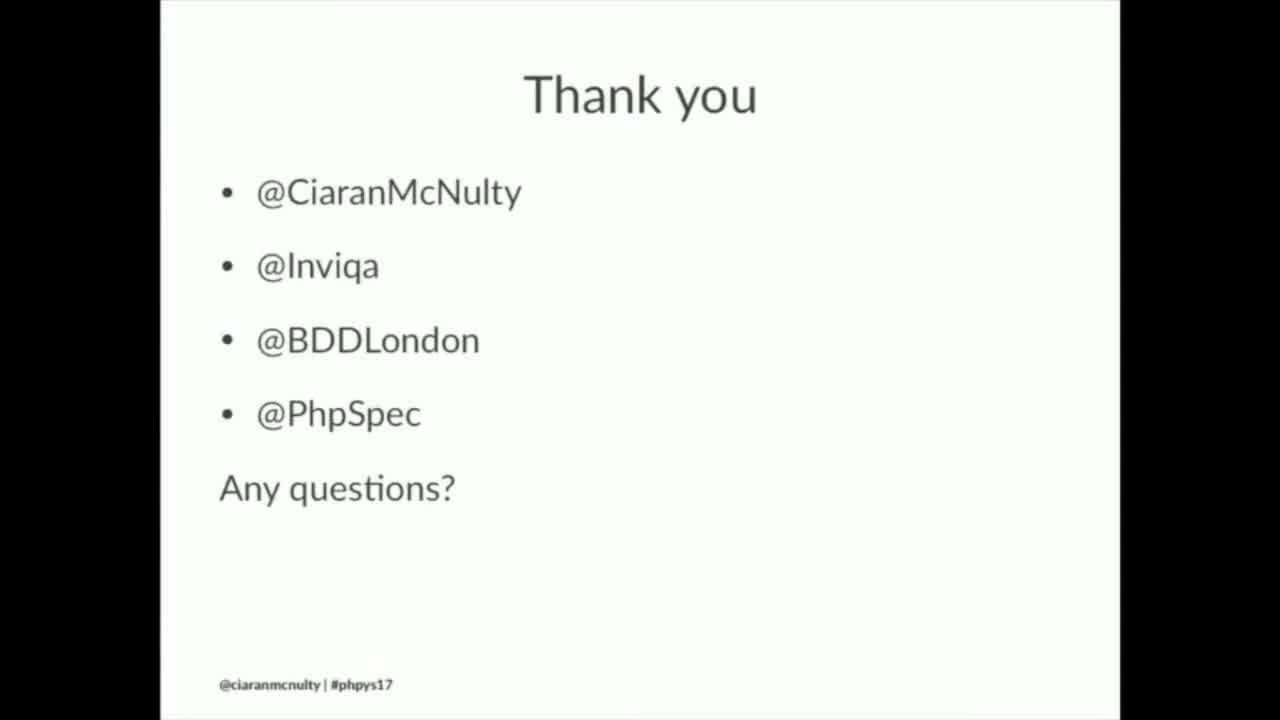 Thank you
• @CiaranMcNulty
• @Inviqa
• @BDDLondon
• @PhpSpec
Any questions?
@ciaranmcnulty | #phpys17